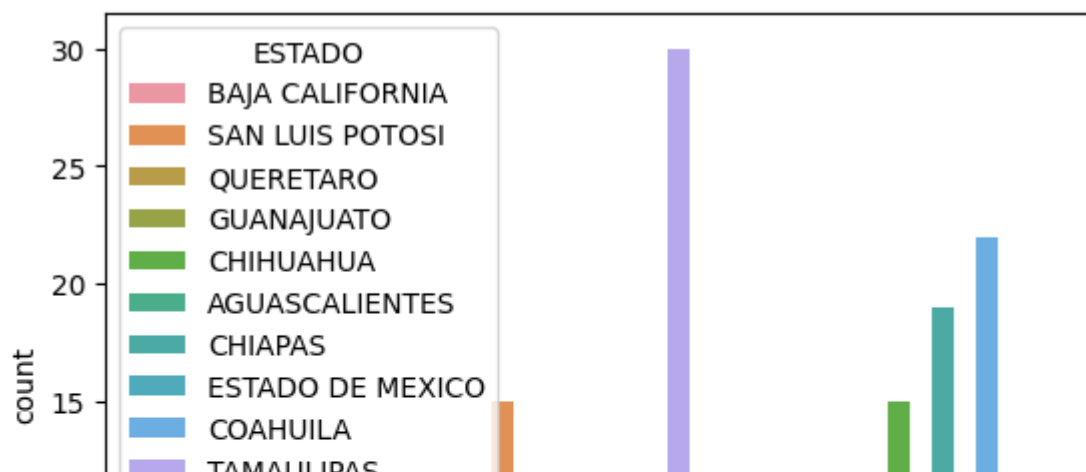 ESTADO
BAJA CALIFORNIA
SAN LUIS POTOSI
QUERETARO
GUANAJUATO
CHIHUAHUA
AGUASCALIENTES
CHIAPAS
ESTADO DE MEXICO
COAHUILA
TAMAULIPAS
30
25
20
15
count